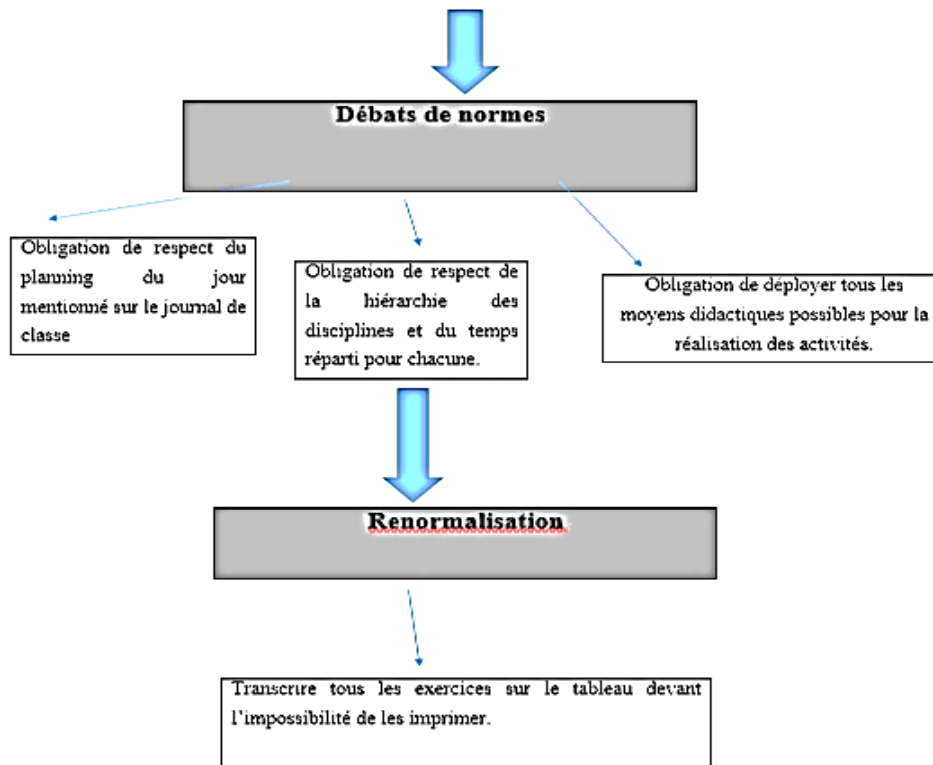 Débats de normes
Obligation de respect du
planning du jour
mentionné sur le journal de
classe
Obligation de respect de
la hiérarchie des
disciplines et du temps
réparti pour chacune.
Obligation de déployer tous les
moyens didactiques possibles pour la
réalisation des activités.
Renormalisation
Transcrire tous les exercices sur le tableau devant
l’impossibilité de les imprimer.